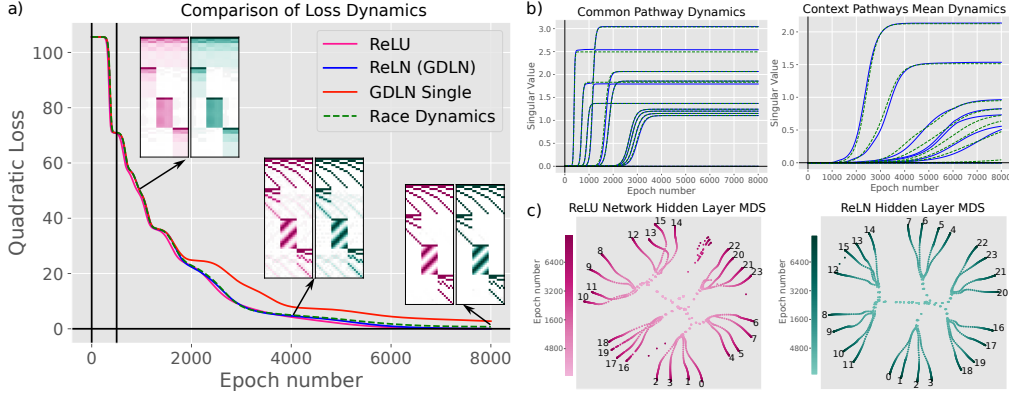 a)
Comparison of Loss Dynamics
Quadratic Loss
100
80
60
40
20
0
0
2000
4000
6000
8000
Epoch number
ReLU
ReLN (GDLN)
GDLN Single
Race Dynamics
b)
Common Pathway Dynamics
Singular Value
3.0
2.5
2.0
1.5
1.0
0.5
0.0
0 1000 2000 3000 4000 5000 6000 7000 8000
Epoch number
Context Pathways Mean Dynamics
Singular Value
2.0
1.5
1.0
0.5
0.0
0 1000 2000 3000 4000 5000 6000 7000 8000
Epoch number
c)
ReLU Network Hidden Layer MDS
Epoch number
6400
1600
4800
15 14
12 13
8
9
11
10
22
20
21
23
6
7
5
4
18
19
17
16
2 3 1 0
ReLN Hidden Layer MDS
Epoch number
6400
1600
4800
7 6 5 4
14
13
15
12
22
23
21
20
8
9
10
11
16
17
19
18
0 1 2 3